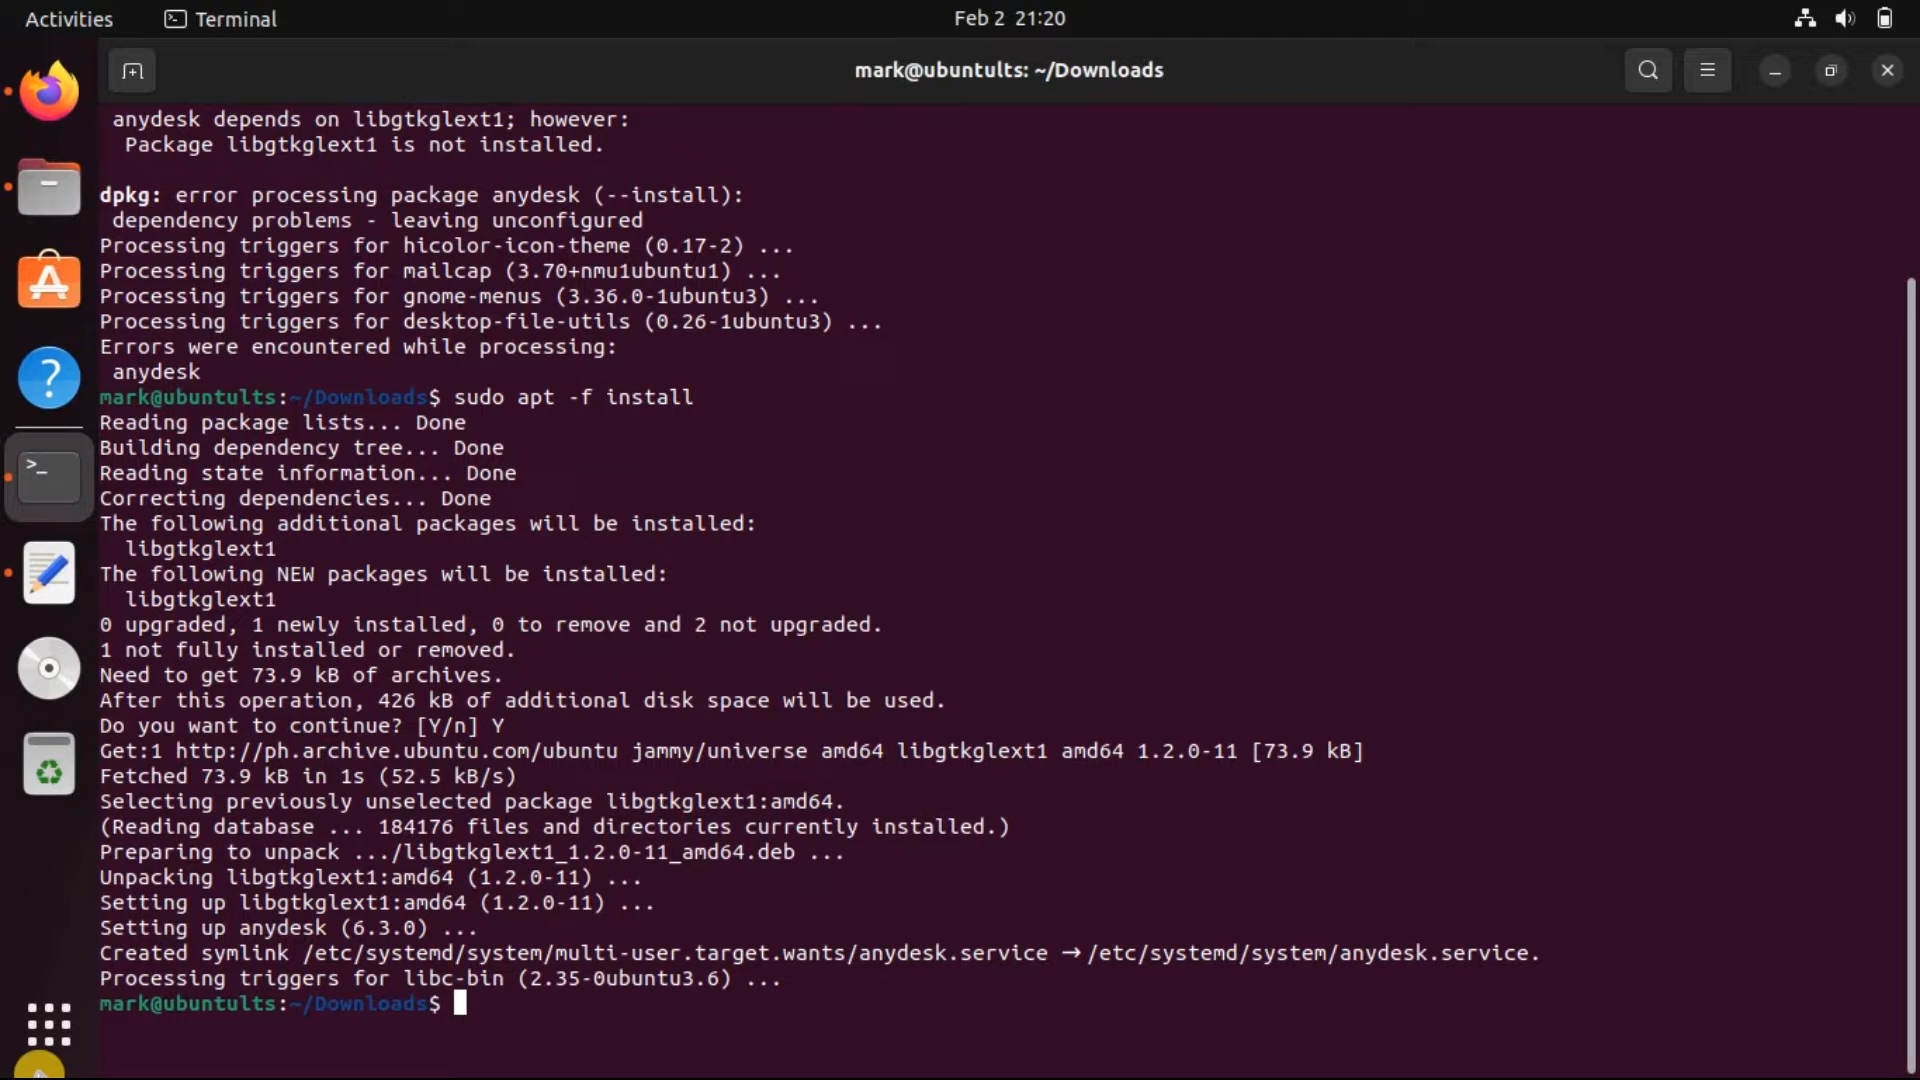 Activities
Terminal
Feb 2 21:20
mark@ubuntults: ~/Downloads
anydesk depends on libgtkglext1; however:
Package libgtkglext1 is not installed.
dpkg: error processing package anydesk (--install):
dependency problems - leaving unconfigured
Processing triggers for hicolor-icon-theme (0.17-2) ...
Processing triggers for mailcap (3.70+nmu1ubuntu1) ...
Processing triggers for gnome-menus (3.36.0-1ubuntu3) ...
Processing triggers for desktop-file-utils (0.26-1ubuntu3) ...
Errors were encountered while processing:
anydesk
mark@ubuntults:~/Downloads$ sudo apt -f install
Reading package lists... Done
Building dependency tree... Done
Reading state information... Done
Correcting dependencies... Done
The following additional packages will be installed:
libgtkglext1
The following NEW packages will be installed:
libgtkglext1
0 upgraded, 1 newly installed, 0 to remove and 2 not upgraded.
1 not fully installed or removed.
Need to get 73.9 kB of archives.
After this operation, 426 kB of additional disk space will be used.
Do you want to continue? [Y/n] Y
Get:1 http://ph.archive.ubuntu.com/ubuntu jammy/universe amd64 libgtkglext1 amd64 1.2.0-11 [73.9 kB]
Fetched 73.9 kB in 1s (52.5 kB/s)
Selecting previously unselected package libgtkglext1:amd64.
(Reading database ... 184176 files and directories currently installed.)
Preparing to unpack .../libgtkglext1_1.2.0-11_amd64.deb ...
Unpacking libgtkglext1:amd64 (1.2.0-11) ...
Setting up libgtkglext1:amd64 (1.2.0-11) ...
Setting up anydesk (6.3.0) ...
Created symlink /etc/systemd/system/multi-user.target.wants/anydesk.service → /etc/systemd/system/anydesk.service.
Processing triggers for libc-bin (2.35-0ubuntu3.6) ...
mark@ubuntults:~/Downloads$